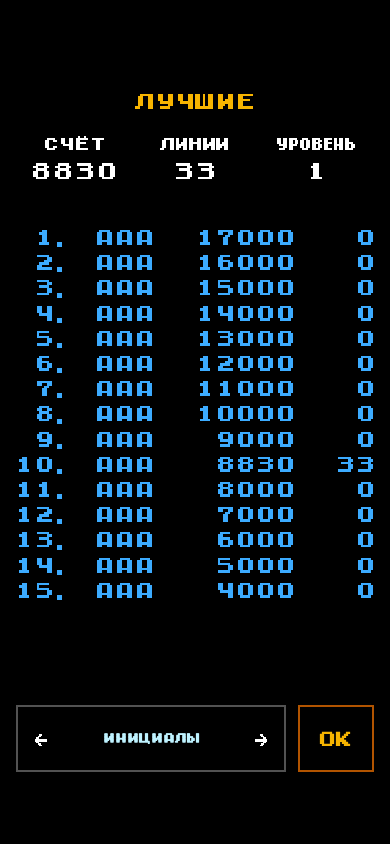 ЛУЧШИЕ
СЧЁТ ЛИНИИ УРОВЕНЬ
8830 33 1
1. AAA 17000 0
2. AAA 16000 0
3. AAA 15000 0
4. AAA 14000 0
5. AAA 13000 0
6. AAA 12000 0
7. AAA 11000 0
8. AAA 10000 0
9. AAA 9000 0
10. AAA 8830 33
11. AAA 8000 0
12. AAA 7000 0
13. AAA 6000 0
14. AAA 5000 0
15. AAA 4000 0
← ИНИЦИАЛЫ → OK